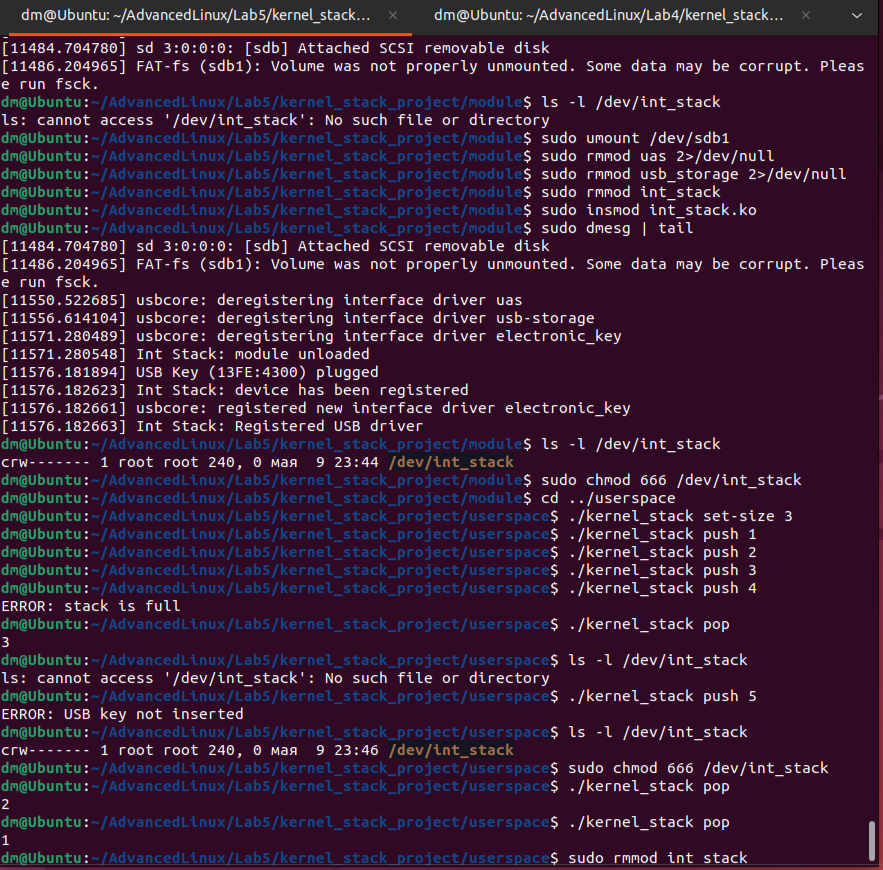 dm@Ubuntu: ~/AdvancedLinux/Lab5/kernel_stack... × dm@Ubuntu: ~/AdvancedLinux/Lab4/kernel_stack... ×
[11484.704780] sd 3:0:0:0: [sdb] Attached SCSI removable disk
[11486.204965] FAT-fs (sdb1): Volume was not properly unmounted. Some data may be corrupt. Pleas
e run fsck.
dm@Ubuntu:~/AdvancedLinux/Lab5/kernel_stack_project/module$ ls -l /dev/int_stack
ls: cannot access '/dev/int_stack': No such file or directory
dm@Ubuntu:~/AdvancedLinux/Lab5/kernel_stack_project/module$ sudo umount /dev/sdb1
dm@Ubuntu:~/AdvancedLinux/Lab5/kernel_stack_project/module$ sudo rmmod uas 2>/dev/null
dm@Ubuntu:~/AdvancedLinux/Lab5/kernel_stack_project/module$ sudo rmmod usb_storage 2>/dev/null
dm@Ubuntu:~/AdvancedLinux/Lab5/kernel_stack_project/module$ sudo rmmod int_stack
dm@Ubuntu:~/AdvancedLinux/Lab5/kernel_stack_project/module$ sudo insmod int_stack.ko
dm@Ubuntu:~/AdvancedLinux/Lab5/kernel_stack_project/module$ sudo dmesg | tail
[11484.704780] sd 3:0:0:0: [sdb] Attached SCSI removable disk
[11486.204965] FAT-fs (sdb1): Volume was not properly unmounted. Some data may be corrupt. Pleas
e run fsck.
[11550.522685] usbcore: deregistering interface driver uas
[11556.614104] usbcore: deregistering interface driver usb-storage
[11571.280489] usbcore: deregistering interface driver electronic_key
[11571.280548] Int Stack: module unloaded
[11576.181894] USB Key (13FE:4300) plugged
[11576.182623] Int Stack: device has been registered
[11576.182661] usbcore: registered new interface driver electronic_key
[11576.182663] Int Stack: Registered USB driver
dm@Ubuntu:~/AdvancedLinux/Lab5/kernel_stack_project/module$ ls -l /dev/int_stack
crw------- 1 root root 240, 0 мая  9 23:44 /dev/int_stack
dm@Ubuntu:~/AdvancedLinux/Lab5/kernel_stack_project/module$ sudo chmod 666 /dev/int_stack
dm@Ubuntu:~/AdvancedLinux/Lab5/kernel_stack_project/module$ cd ../userspace
dm@Ubuntu:~/AdvancedLinux/Lab5/kernel_stack_project/userspace$ ./kernel_stack set-size 3
dm@Ubuntu:~/AdvancedLinux/Lab5/kernel_stack_project/userspace$ ./kernel_stack push 1
dm@Ubuntu:~/AdvancedLinux/Lab5/kernel_stack_project/userspace$ ./kernel_stack push 2
dm@Ubuntu:~/AdvancedLinux/Lab5/kernel_stack_project/userspace$ ./kernel_stack push 3
dm@Ubuntu:~/AdvancedLinux/Lab5/kernel_stack_project/userspace$ ./kernel_stack push 4
ERROR: stack is full
dm@Ubuntu:~/AdvancedLinux/Lab5/kernel_stack_project/userspace$ ./kernel_stack pop
3
dm@Ubuntu:~/AdvancedLinux/Lab5/kernel_stack_project/userspace$ ls -l /dev/int_stack
ls: cannot access '/dev/int_stack': No such file or directory
dm@Ubuntu:~/AdvancedLinux/Lab5/kernel_stack_project/userspace$ ./kernel_stack push 5
ERROR: USB key not inserted
dm@Ubuntu:~/AdvancedLinux/Lab5/kernel_stack_project/userspace$ ls -l /dev/int_stack
crw------- 1 root root 240, 0 мая  9 23:46 /dev/int_stack
dm@Ubuntu:~/AdvancedLinux/Lab5/kernel_stack_project/userspace$ sudo chmod 666 /dev/int_stack
dm@Ubuntu:~/AdvancedLinux/Lab5/kernel_stack_project/userspace$ ./kernel_stack pop
2
dm@Ubuntu:~/AdvancedLinux/Lab5/kernel_stack_project/userspace$ ./kernel_stack pop
1
dm@Ubuntu:~/AdvancedLinux/Lab5/kernel_stack_project/userspace$ sudo rmmod int_stack